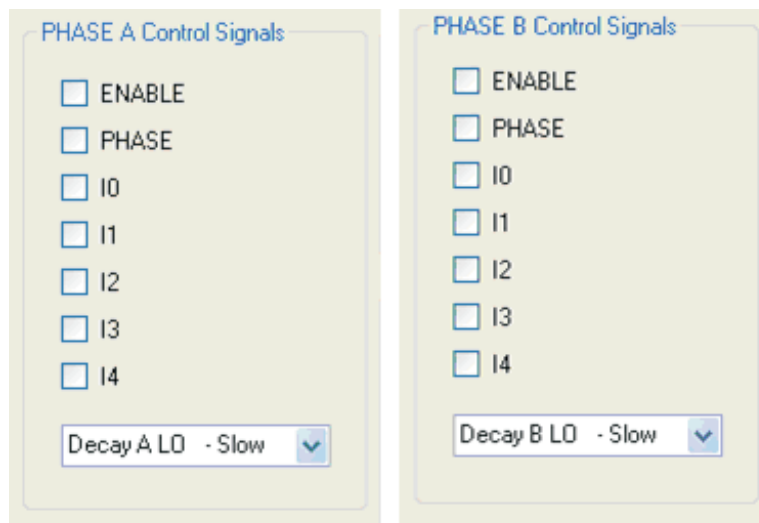 PHASE A Control Signals
ENABLE
PHASE
I0
I1
I2
I3
I4
Decay A LO - Slow
PHASE B Control Signals
ENABLE
PHASE
I0
I1
I2
I3
I4
Decay B LO - Slow